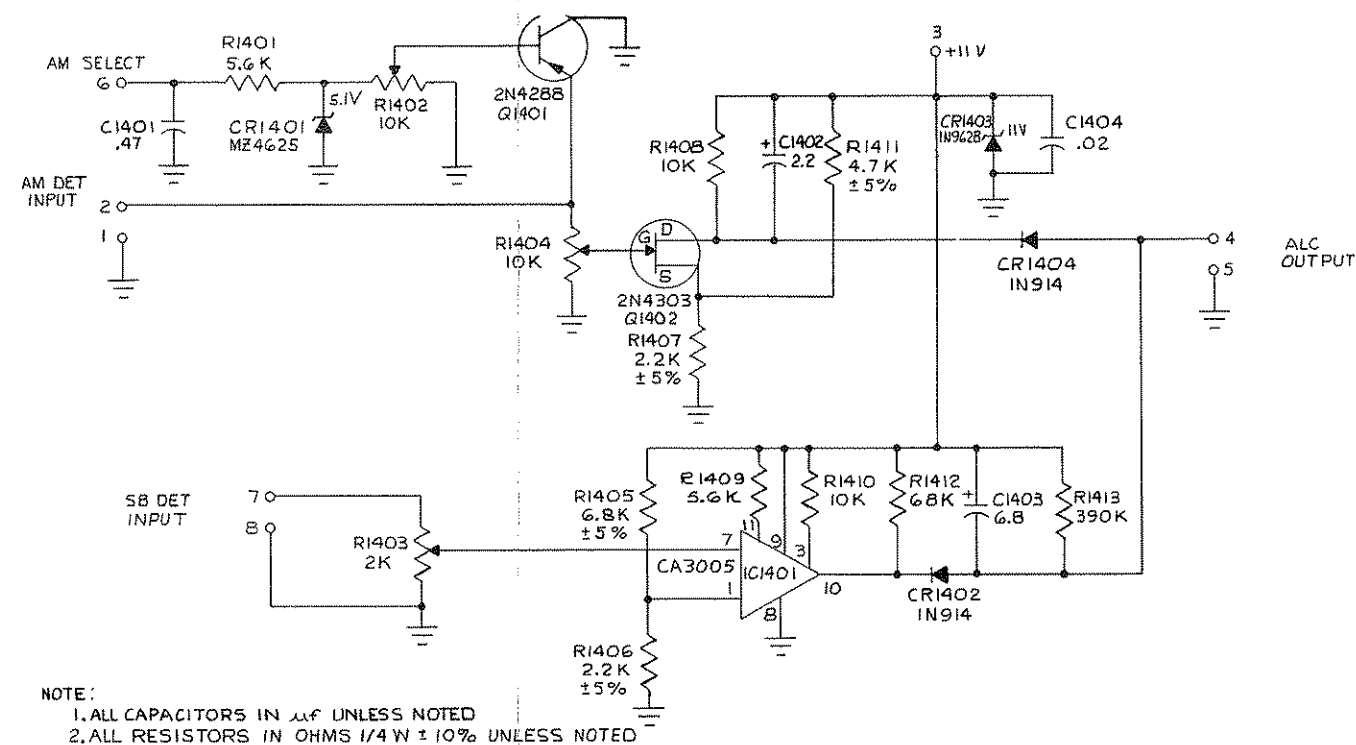 AM SELECT
6
R1401
5.6K
C1401
.47
5.1V
CR1401
MZ4625
R1402
10K
2N4288
Q1401
AM DET
INPUT
2
1
R1404
10K
G
D
S
2N4303
Q1402
R1407
2.2K
±5%
R1408
10K
+
C1402
2.2
R1411
4.7K
±5%
3
+11V
CR1403
1N962B
11V
C1404
.02
CR1404
1N914
4
5
ALC
OUTPUT
SB DET
INPUT
7
8
R1403
2K
R1405
6.8K
±5%
R1409
5.6K
R1410
10K
R1412
68K
+
C1403
6.8
R1413
390K
7
11
9
3
CA3005
IC1401
1
8
10
CR1402
1N914
R1406
2.2K
±5%
NOTE:
1. ALL CAPACITORS IN µf UNLESS NOTED
2. ALL RESISTORS IN OHMS 1/4 W ± 10% UNLESS NOTED